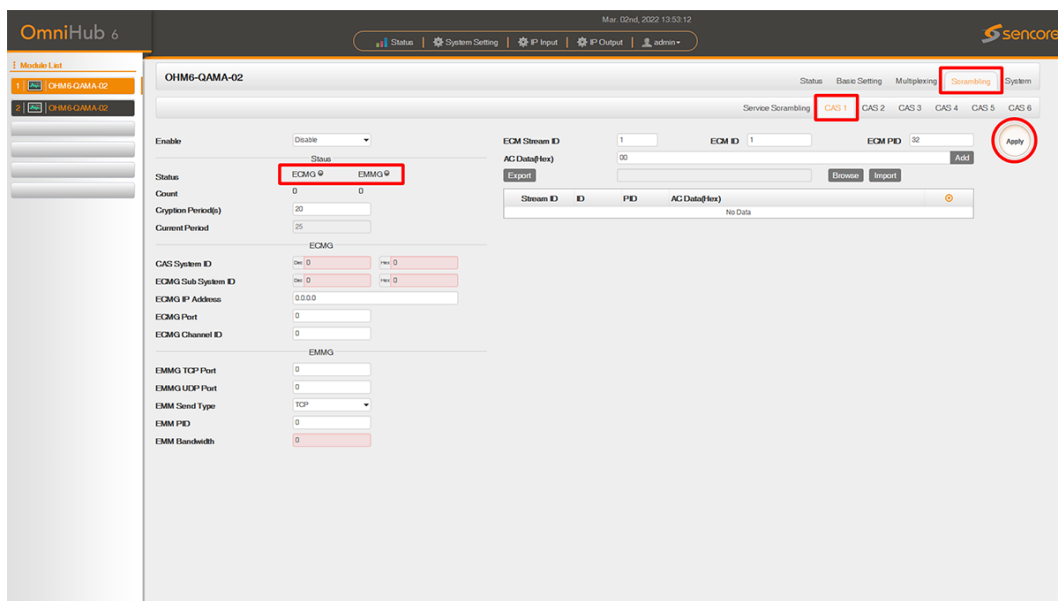 Mar. 02nd, 2022 13:53:12
OmniHub 6
Status | System Setting | IP Input | IP Output | admin
sencore
Module List
1 OHM6-QAMA-02
2 OHM6-QAMA-02
OHM6-QAMA-02
Status Basic Setting Multiplexing Scrambling System
Service Scrambling CAS 1 CAS 2 CAS 3 CAS 4 CAS 5 CAS 6
Enable Disable
ECM Stream ID 1 ECM ID 1 ECM PID 32 Apply
Staus
AC Data(Hex) 00 Add
Status ECMG EMMG
Export Browse Import
Count 0 0
Stream ID ID PID AC Data(Hex)
Cryption Period(s) 20
No Data
Current Period 25
ECMG
CAS System ID Dec 0 Hex 0
ECMG Sub System ID Dec 0 Hex 0
ECMG IP Address 0.0.0.0
ECMG Port 0
ECMG Channel ID 0
EMMG
EMMG TCP Port 0
EMMG UDP Port 0
EMM Send Type TCP
EMM PID 0
EMM Bandwidth 0